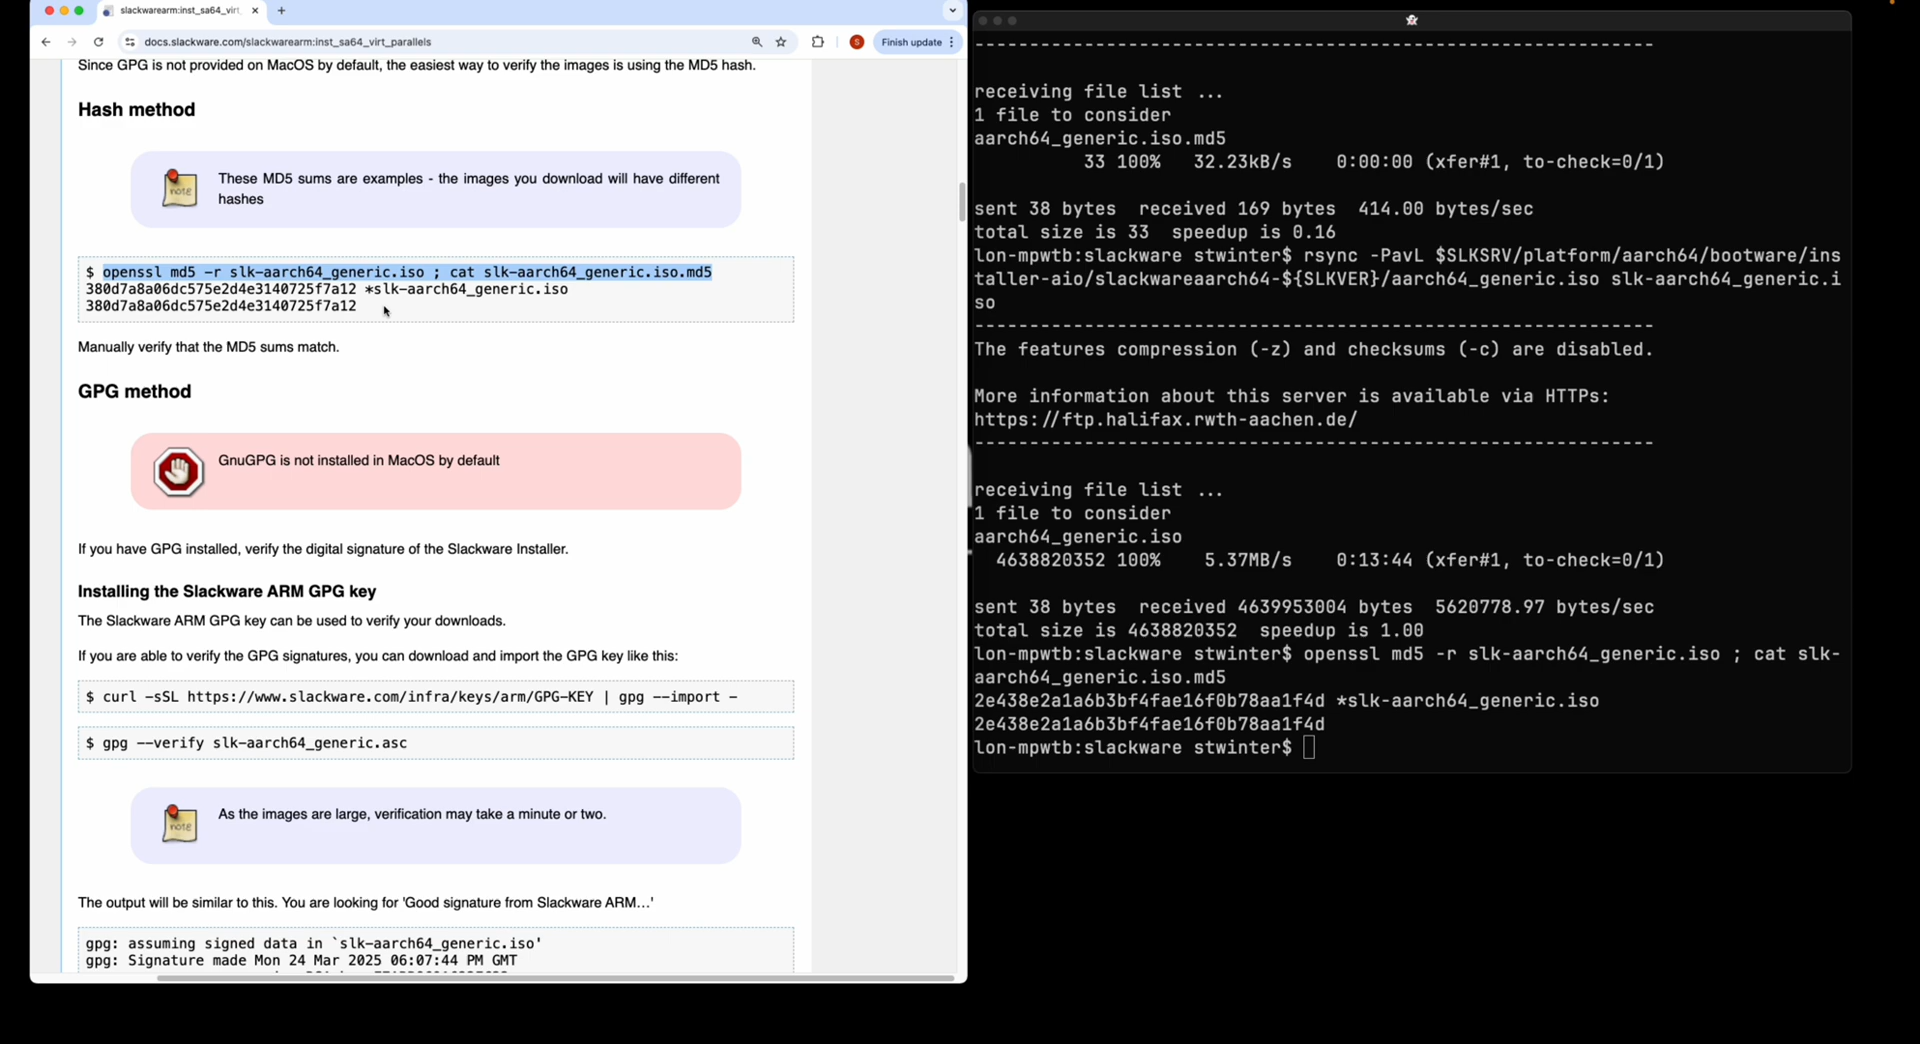 slackwarearm:inst_sa64_virt
docs.slackware.com/slackwarearm:inst_sa64_virt_parallels
S
Finish update
Since GPG is not provided on MacOS by default, the easiest way to verify the images is using the MD5 hash.
Hash method
note
These MD5 sums are examples - the images you download will have different
hashes
$ openssl md5 -r slk-aarch64_generic.iso ; cat slk-aarch64_generic.iso.md5
380d7a8a06dc575e2d4e3140725f7a12 *slk-aarch64_generic.iso
380d7a8a06dc575e2d4e3140725f7a12
Manually verify that the MD5 sums match.
GPG method
GnuGPG is not installed in MacOS by default
If you have GPG installed, verify the digital signature of the Slackware Installer.
Installing the Slackware ARM GPG key
The Slackware ARM GPG key can be used to verify your downloads.
If you are able to verify the GPG signatures, you can download and import the GPG key like this:
$ curl -sSL https://www.slackware.com/infra/keys/arm/GPG-KEY | gpg --import -
$ gpg --verify slk-aarch64_generic.asc
note
As the images are large, verification may take a minute or two.
The output will be similar to this. You are looking for 'Good signature from Slackware ARM…'
gpg: assuming signed data in `slk-aarch64_generic.iso'
gpg: Signature made Mon 24 Mar 2025 06:07:44 PM GMT
---------------------------------------------------------------
receiving file list ...
1 file to consider
aarch64_generic.iso.md5
33 100% 32.23kB/s 0:00:00 (xfer#1, to-check=0/1)
sent 38 bytes received 169 bytes 414.00 bytes/sec
total size is 33 speedup is 0.16
lon-mpwtb:slackware stwinter$ rsync -PavL $SLKSRV/platform/aarch64/bootware/ins
taller-aio/slackwareaarch64-${SLKVER}/aarch64_generic.iso slk-aarch64_generic.i
so
---------------------------------------------------------------
The features compression (-z) and checksums (-c) are disabled.
More information about this server is available via HTTPs:
https://ftp.halifax.rwth-aachen.de/
---------------------------------------------------------------
receiving file list ...
1 file to consider
aarch64_generic.iso
4638820352 100% 5.37MB/s 0:13:44 (xfer#1, to-check=0/1)
sent 38 bytes received 4639953004 bytes 5620778.97 bytes/sec
total size is 4638820352 speedup is 1.00
lon-mpwtb:slackware stwinter$ openssl md5 -r slk-aarch64_generic.iso ; cat slk-
aarch64_generic.iso.md5
2e438e2a1a6b3bf4fae16f0b78aa1f4d *slk-aarch64_generic.iso
2e438e2a1a6b3bf4fae16f0b78aa1f4d
lon-mpwtb:slackware stwinter$